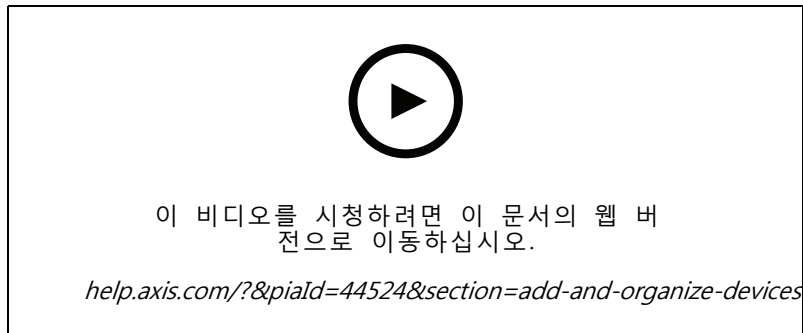 이 비디오를 시청하려면 이 문서의 웹 버
전으로 이동하십시오.
help.axis.com/?&piaId=44524&section=add-and-organize-devices